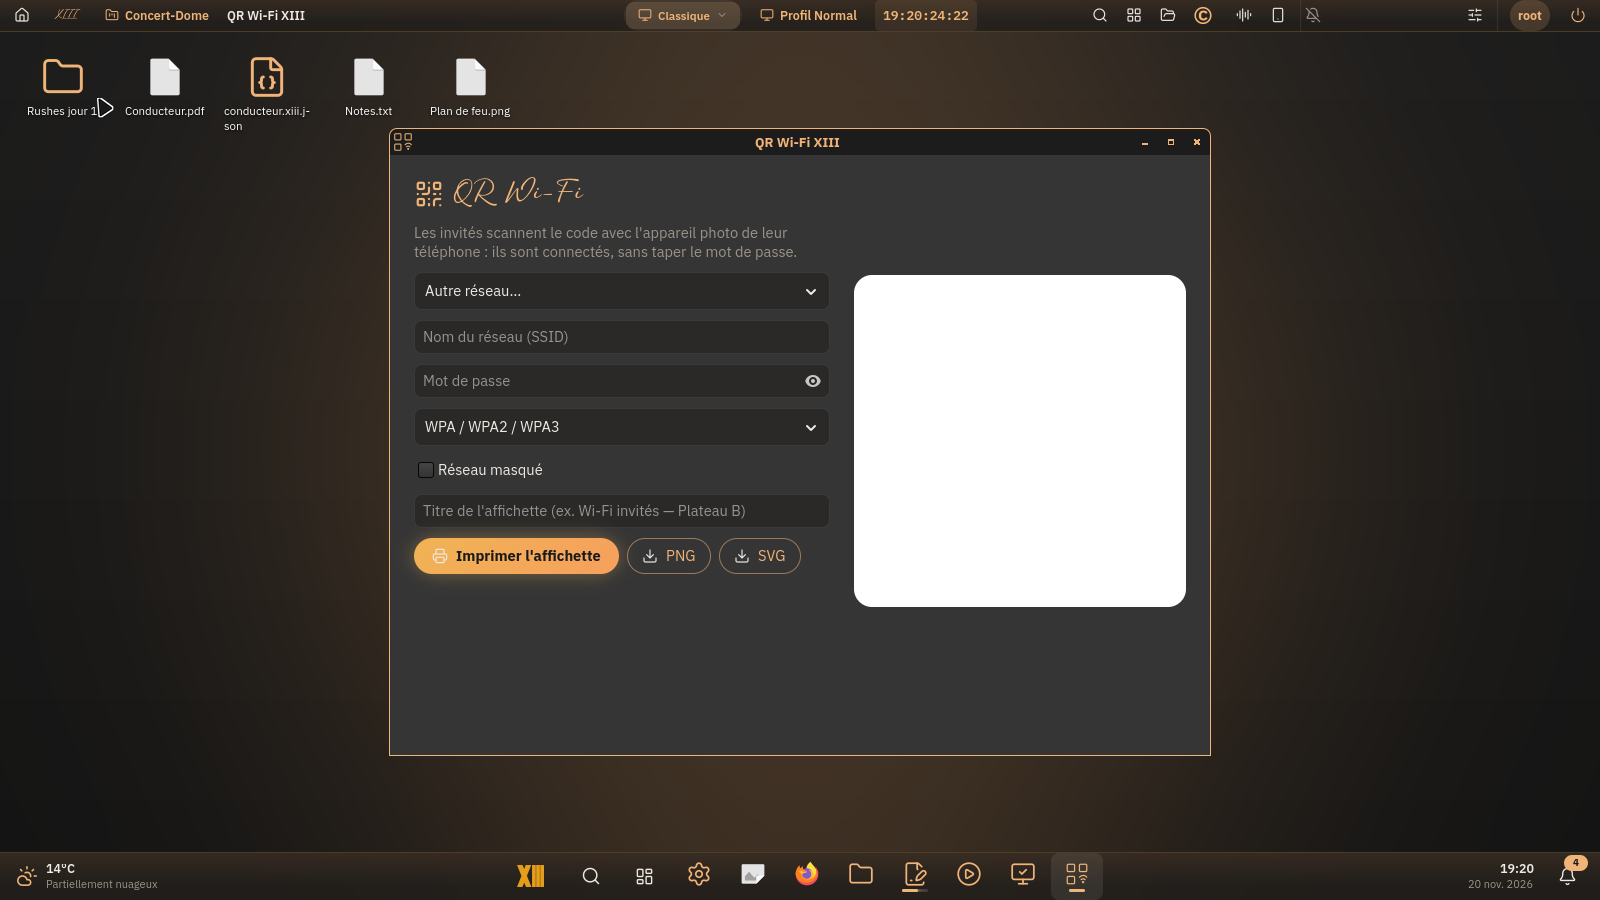 Concert-Dome
QR Wi-Fi XIII
Classique
Profil Normal
19:20:24:22
root
Rushes jour 1
Conducteur.pdf
conducteur.xiii.j-
son
Notes.txt
Plan de feu.png
QR Wi-Fi XIII
QR Wi-Fi
Les invités scannent le code avec l'appareil photo de leur
téléphone : ils sont connectés, sans taper le mot de passe.
Autre réseau...
Nom du réseau (SSID)
Mot de passe
WPA / WPA2 / WPA3
Réseau masqué
Titre de l'affichette (ex. Wi-Fi invités — Plateau B)
Imprimer l'affichette
PNG
SVG
14°C
Partiellement nuageux
XIII
19:20
20 nov. 2026
4